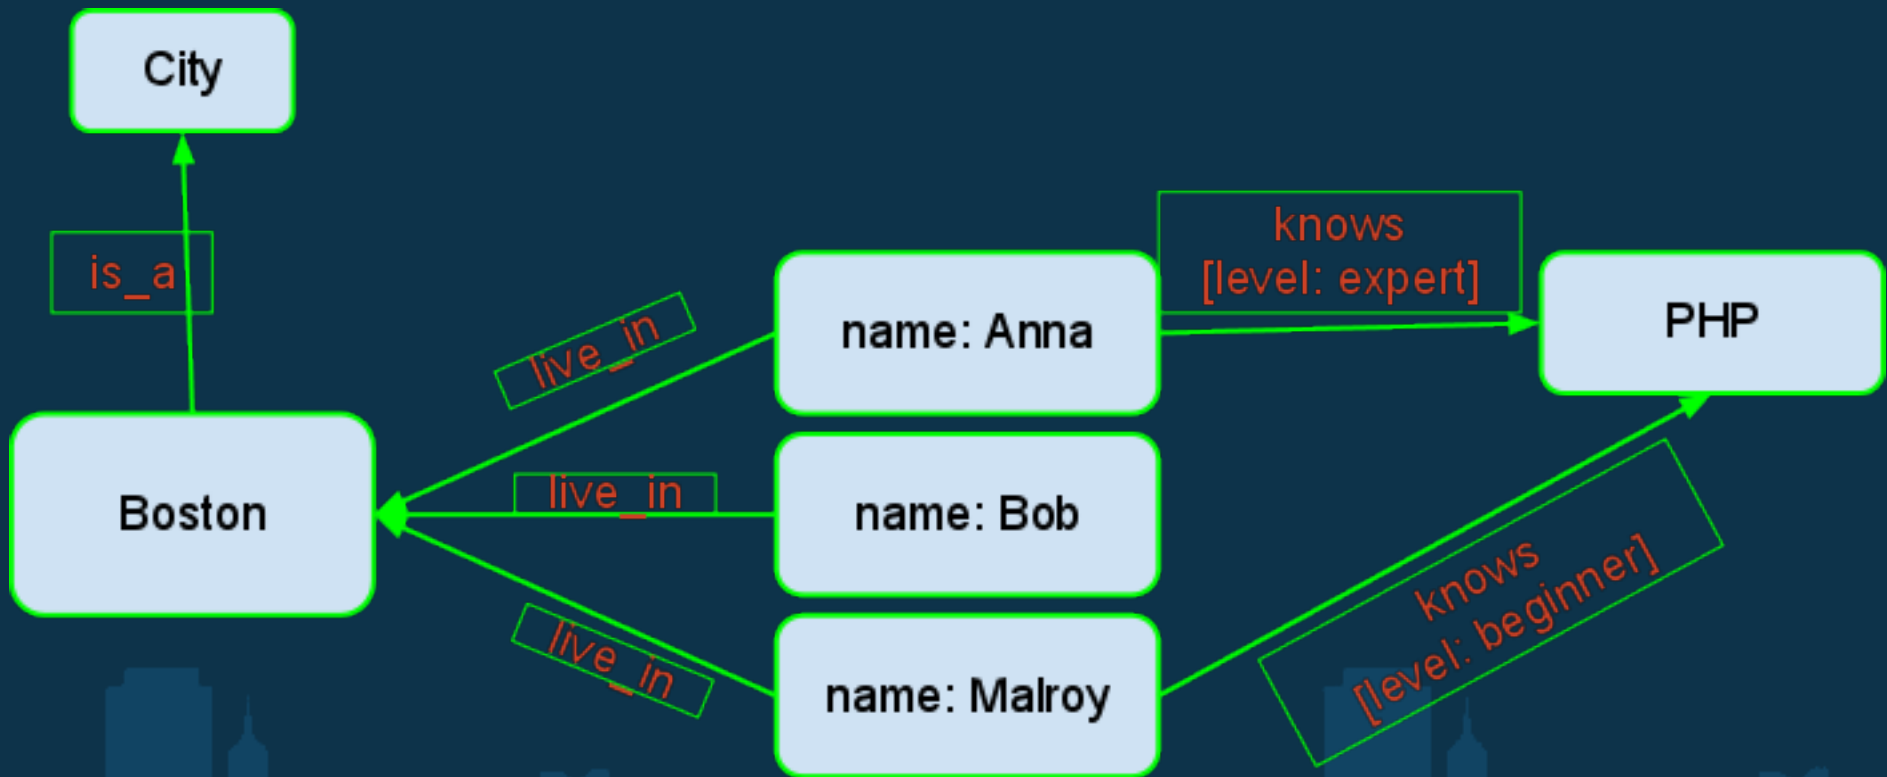 City
is_a
Boston
live_in
live_in
live_in
name: Anna
name: Bob
name: Malroy
knows
[level: expert]
PHP
knows
[level: beginner]